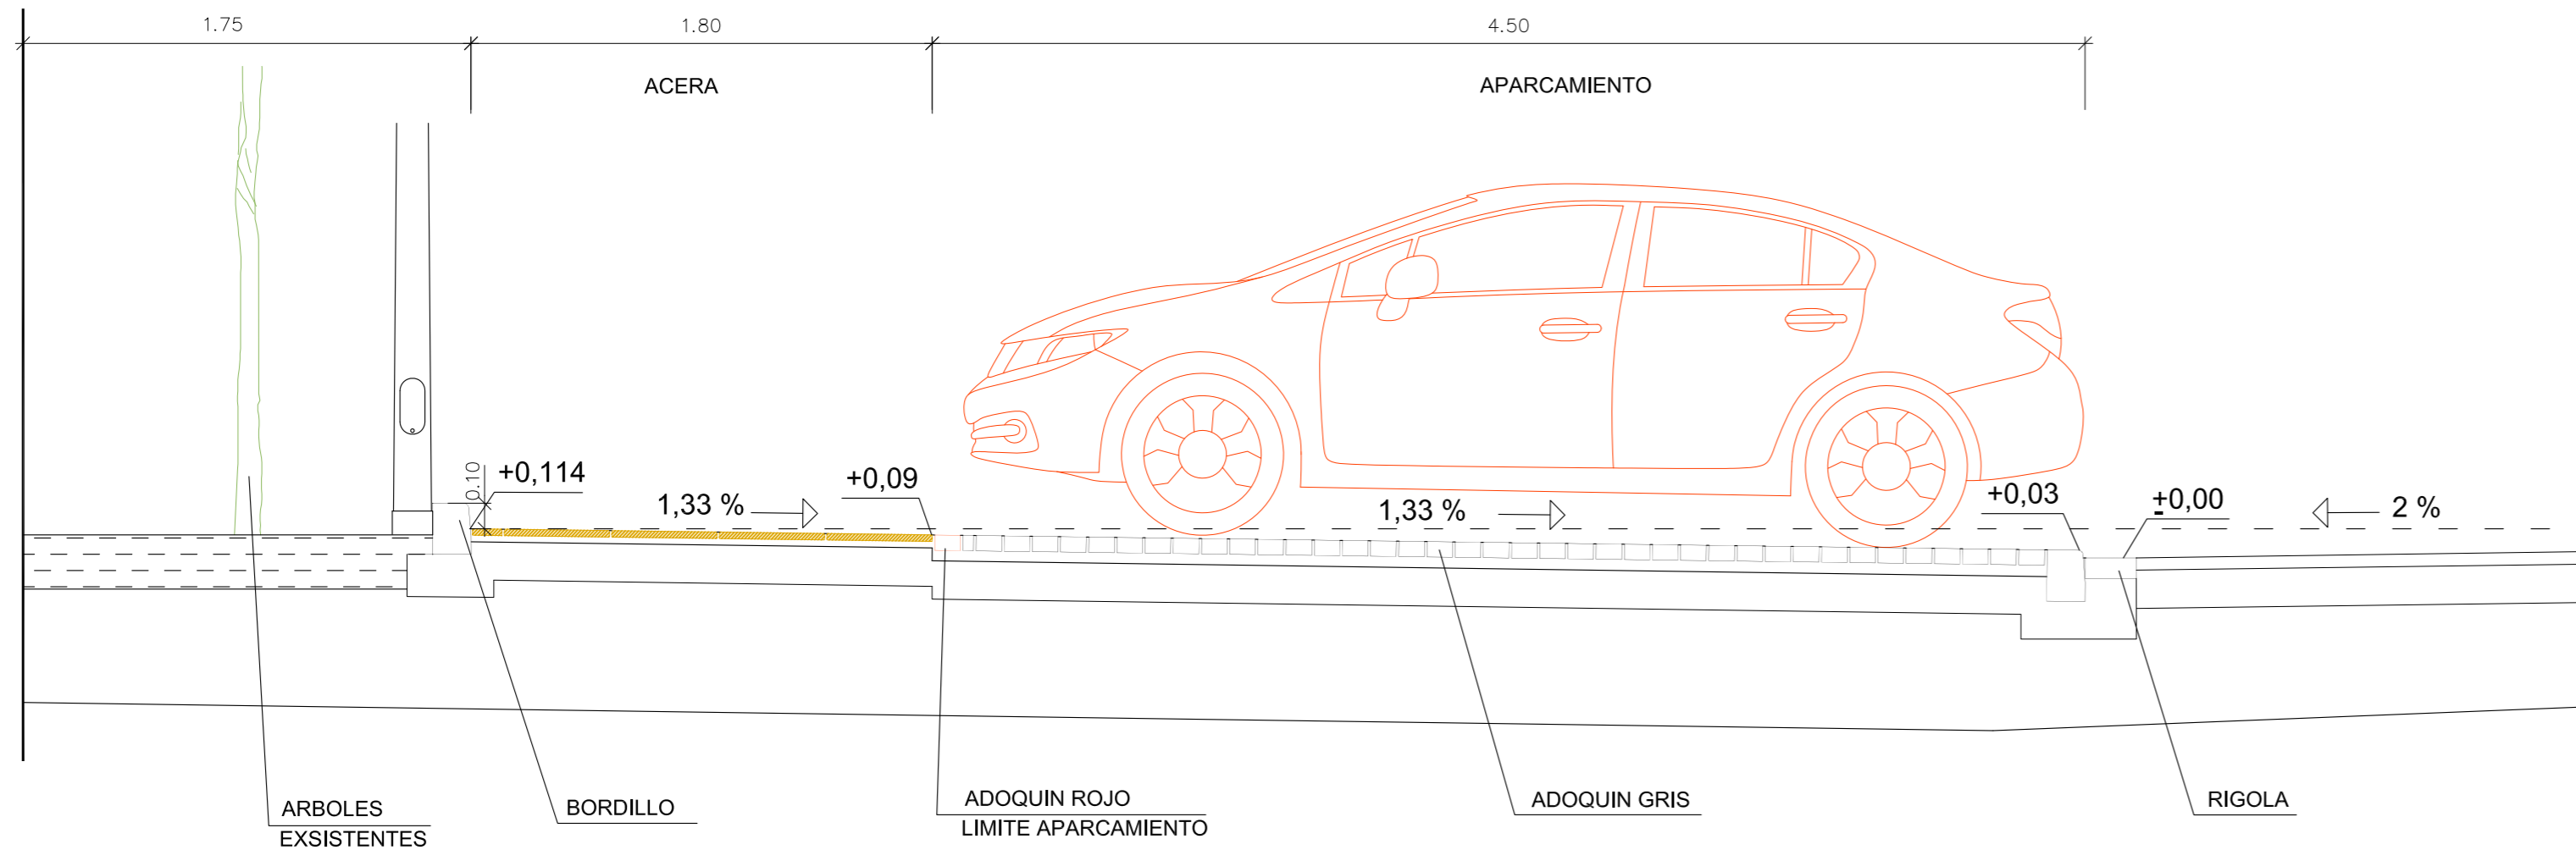 1.75
1.80
4.50
ACERA
APARCAMIENTO
0.10
+0,114
1,33 %
+0,09
1,33 %
+0,03
±0,00
2 %
ARBOLES
EXSISTENTES
BORDILLO
ADOQUIN ROJO
LIMITE APARCAMIENTO
ADOQUIN GRIS
RIGOLA